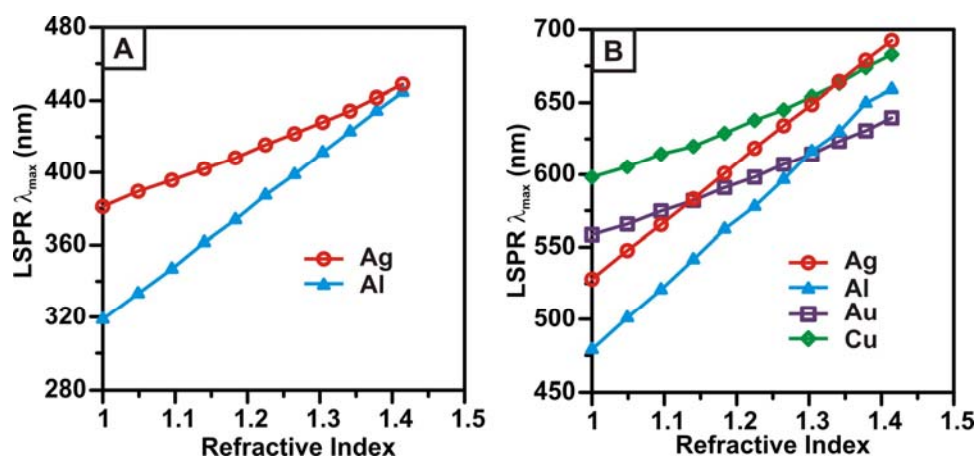 A
LSPR λmax (nm)
480
440
400
360
320
280
1 1.1 1.2 1.3 1.4 1.5
Refractive Index
Ag
Al
B
LSPR λmax (nm)
700
650
600
550
500
450
1 1.1 1.2 1.3 1.4 1.5
Refractive Index
Ag
Al
Au
Cu